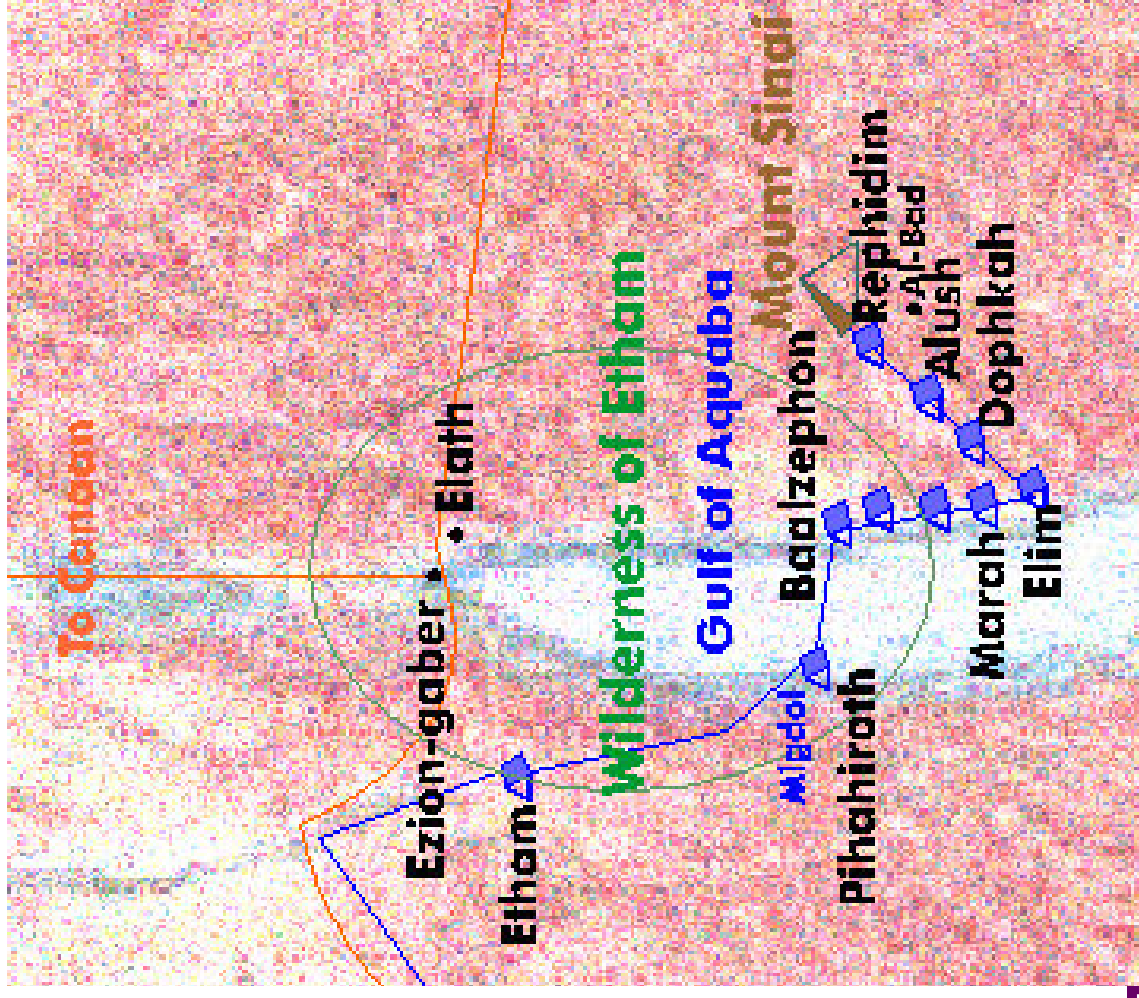 To Canaan
Ezion-gaber
Elath
Etham
Wilderness of Etham
Gulf of Aquaba
Mount Sinai
Migdol
Baalzephon
Pihahiroth
Rephidim
Al-Bad
Alush
Marah
Dophkah
Elim